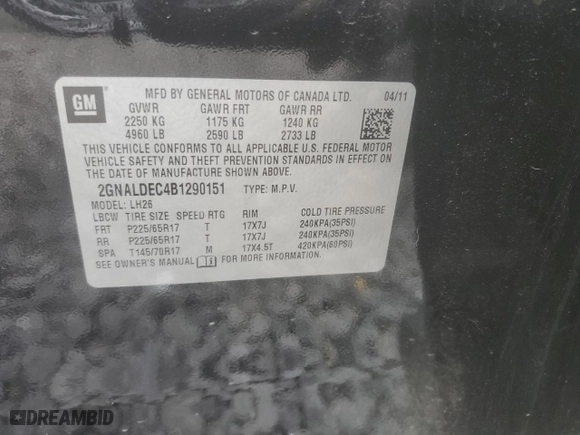 GM
MFD BY GENERAL MOTORS OF CANADA LTD. 04/11
GVWR GAWR FRT GAWR RR
2250 KG 1175 KG 1240 KG
4960 LB 2590 LB 2733 LB
THIS VEHICLE CONFORMS TO ALL APPLICABLE U.S. FEDERAL MOTOR
VEHICLE SAFETY AND THEFT PREVENTION STANDARDS IN EFFECT ON
THE DATE OF MANUFACTURE SHOWN ABOVE.
2GNALDEC4B1290151 TYPE: M.P.V.
MODEL: LH26
LBCW TIRE SIZE SPEED RTG RIM COLD TIRE PRESSURE
FRT P225/65R17 T 17X7J 240KPA(35PSI)
RR P225/65R17 T 17X7J 240KPA(35PSI)
SPA T145/70R17 M 17X4.5T 420KPA(60PSI)
SEE OWNER'S MANUAL FOR MORE INFORMATION.
DREAMBID